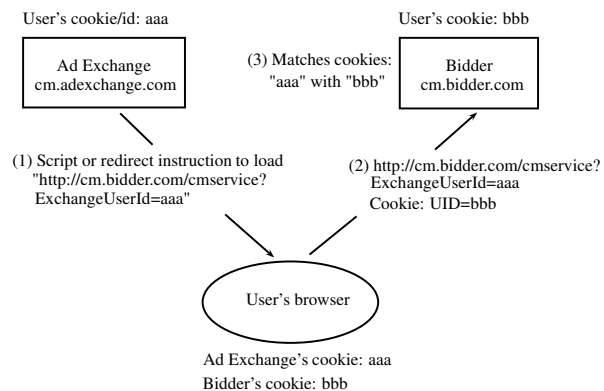 User's cookie/id: aaa
Ad Exchange
cm.adexchange.com
User's cookie: bbb
Bidder
cm.bidder.com
(3) Matches cookies:
"aaa" with "bbb"
(1) Script or redirect instruction to load
"http://cm.bidder.com/cmservice?
ExchangeUserId=aaa"
(2) http://cm.bidder.com/cmservice?
ExchangeUserId=aaa
Cookie: UID=bbb
User's browser
Ad Exchange's cookie: aaa
Bidder's cookie: bbb